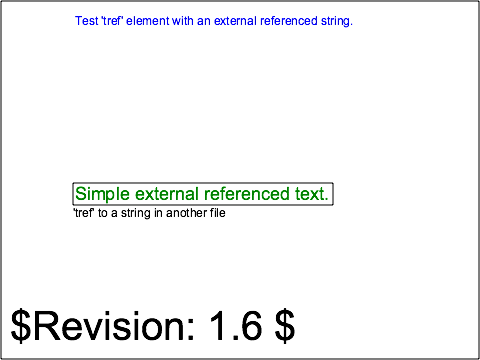 Test 'tref' element with an external referenced string.
Simple external referenced text.
'tref' to a string in another file
$Revision: 1.6 $